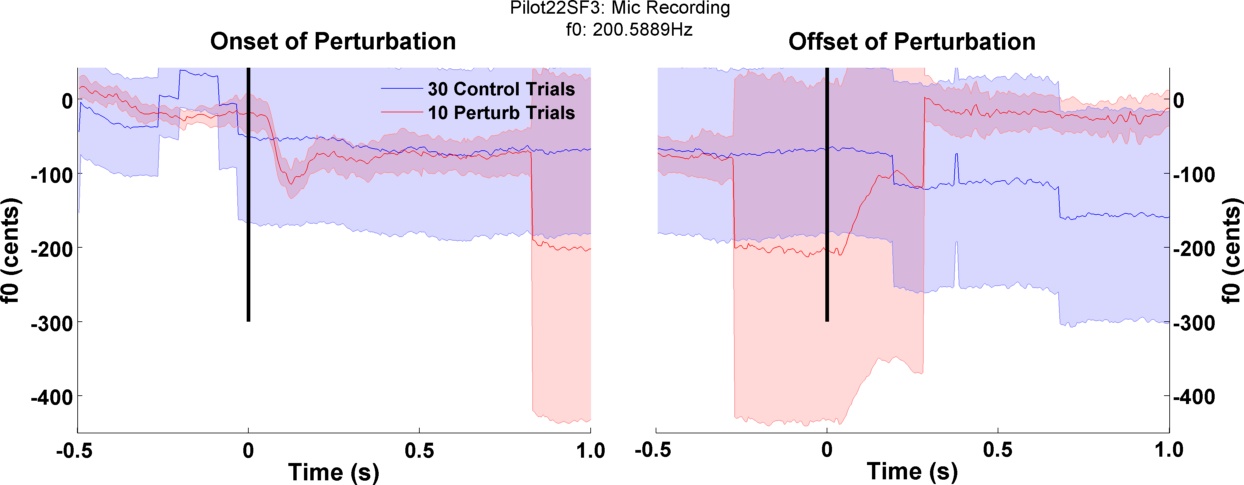 Pilot22SF3: Mic Recording
f0: 200.5889Hz
Onset of Perturbation
Offset of Perturbation
30 Control Trials
10 Perturb Trials
0
-100
-200
-300
-400
f0 (cents)
-0.5
0
0.5
1.0
Time (s)
0
-100
-200
-300
-400
f0 (cents)
-0.5
0
0.5
1.0
Time (s)